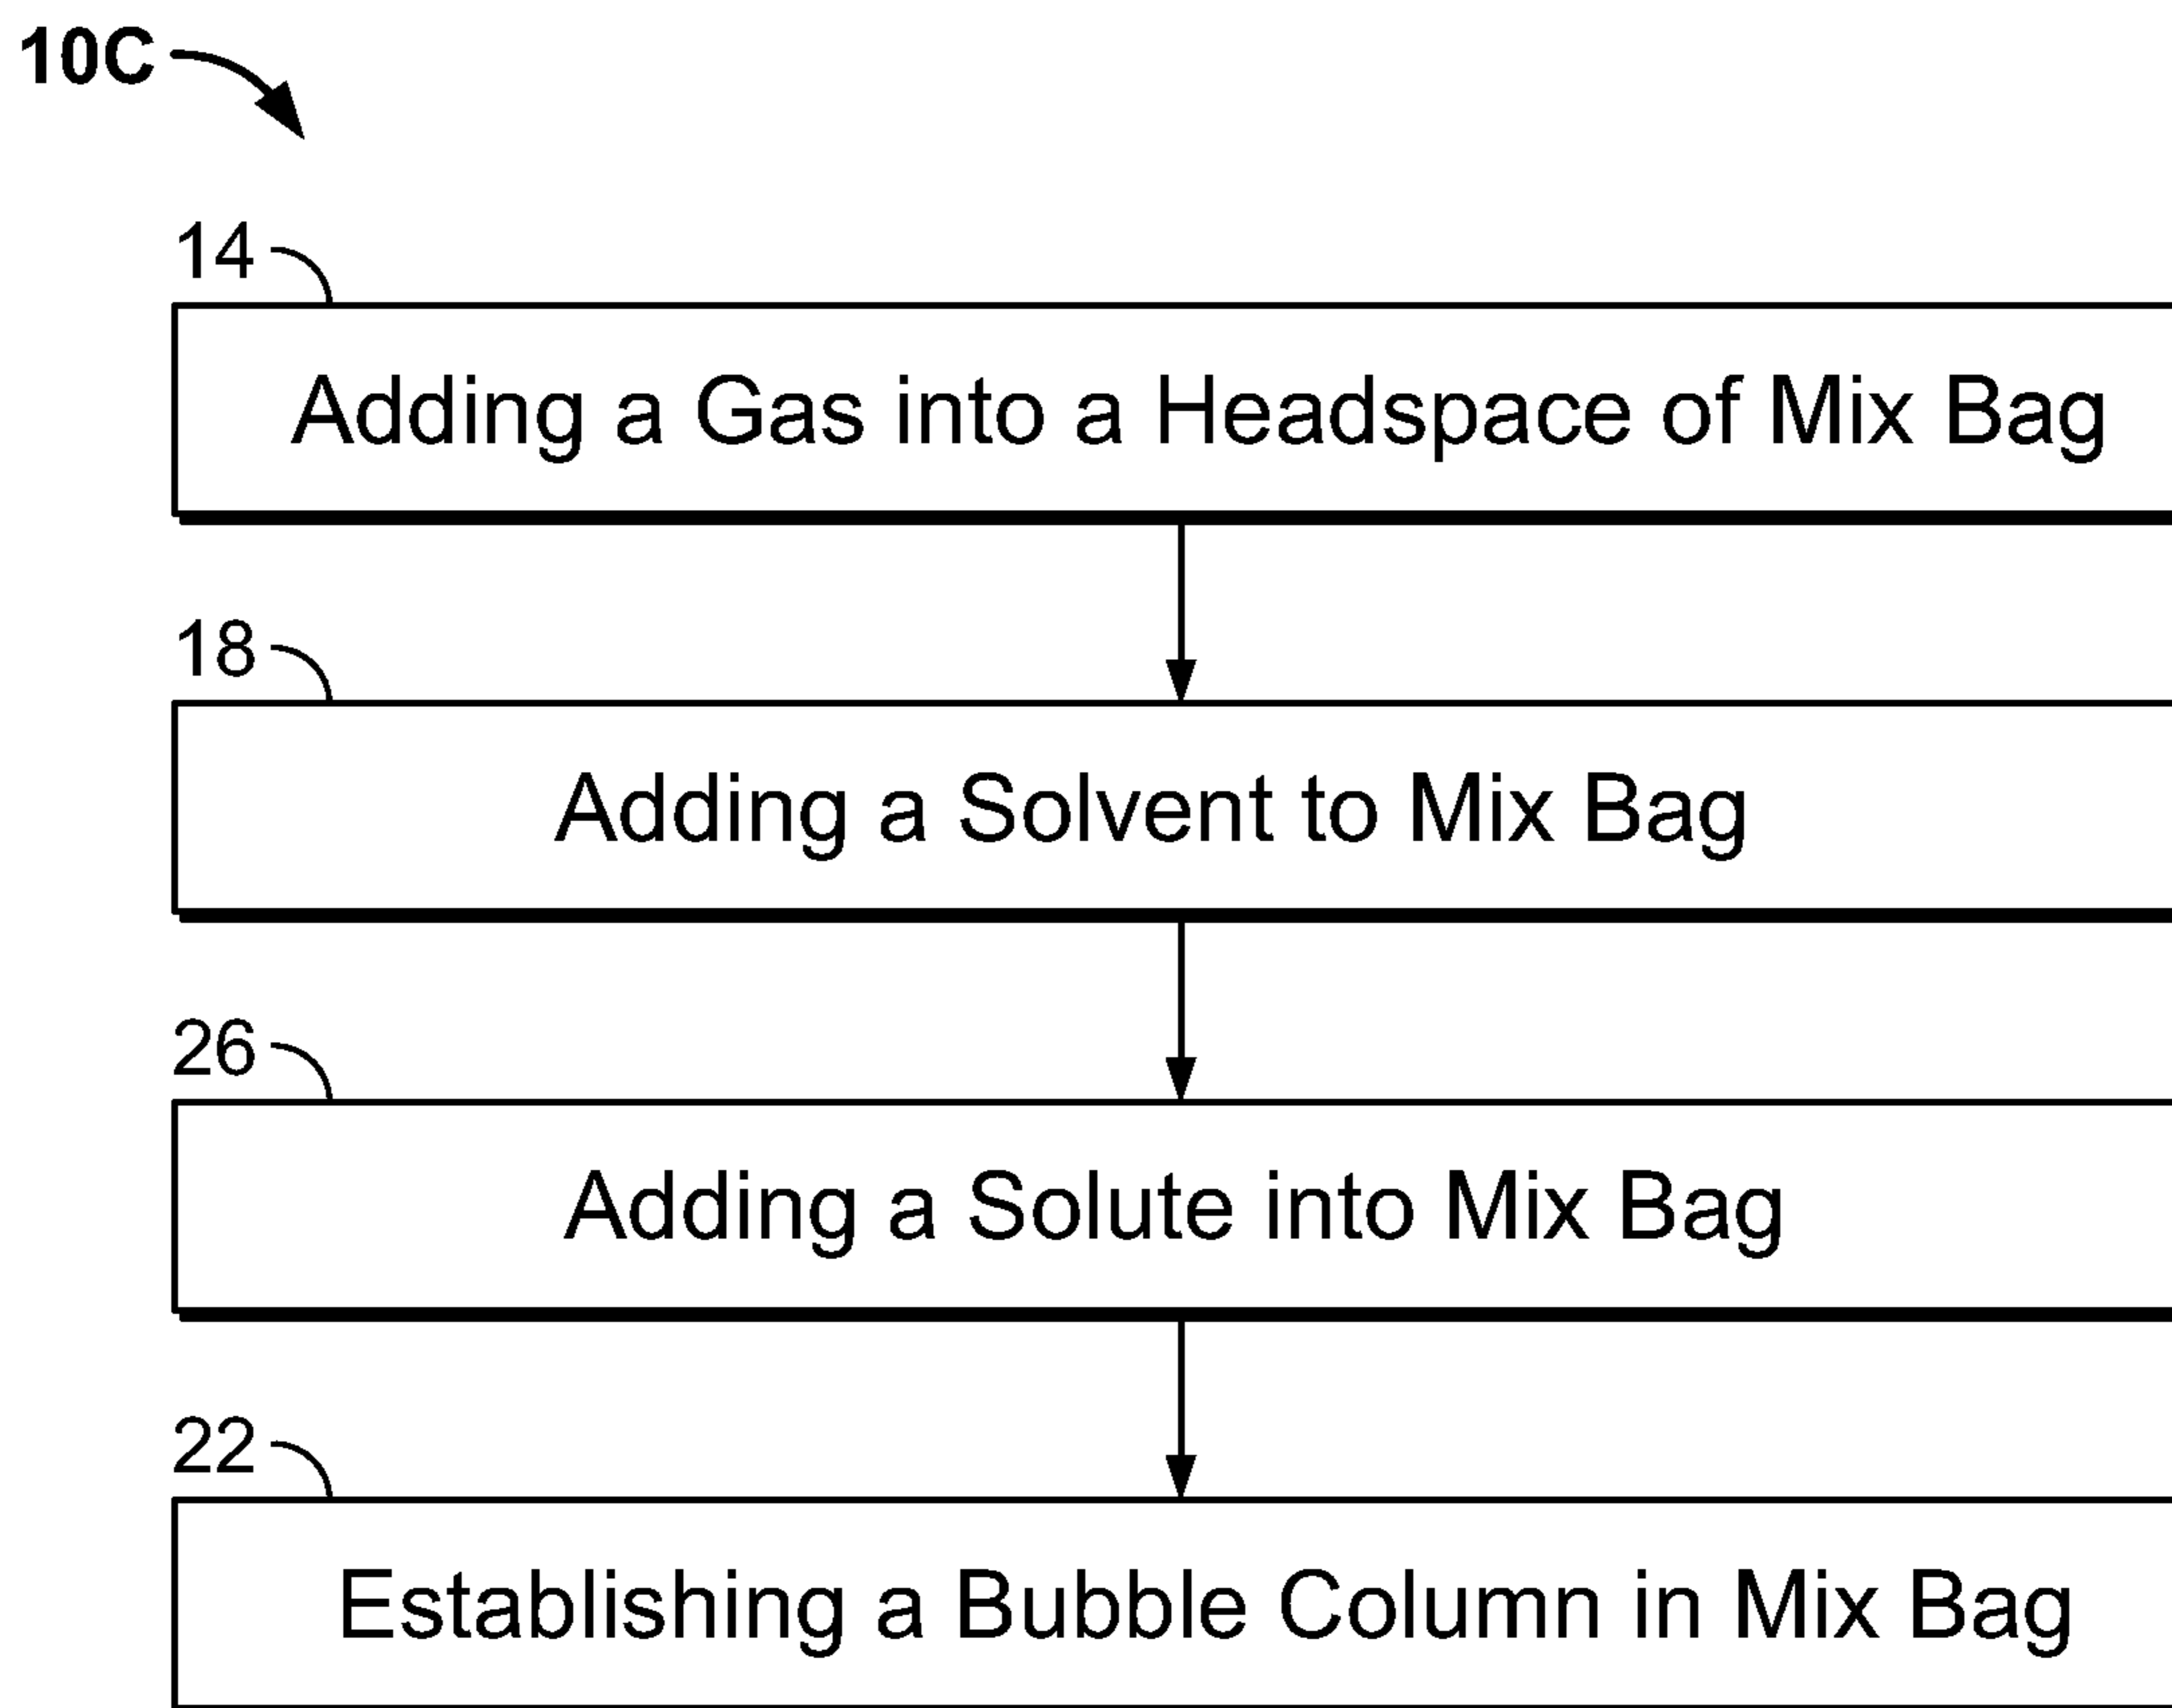 10C
14
Adding a Gas into a Headspace of Mix Bag
18
Adding a Solvent to Mix Bag
26
Adding a Solute into Mix Bag
22
Establishing a Bubble Column in Mix Bag